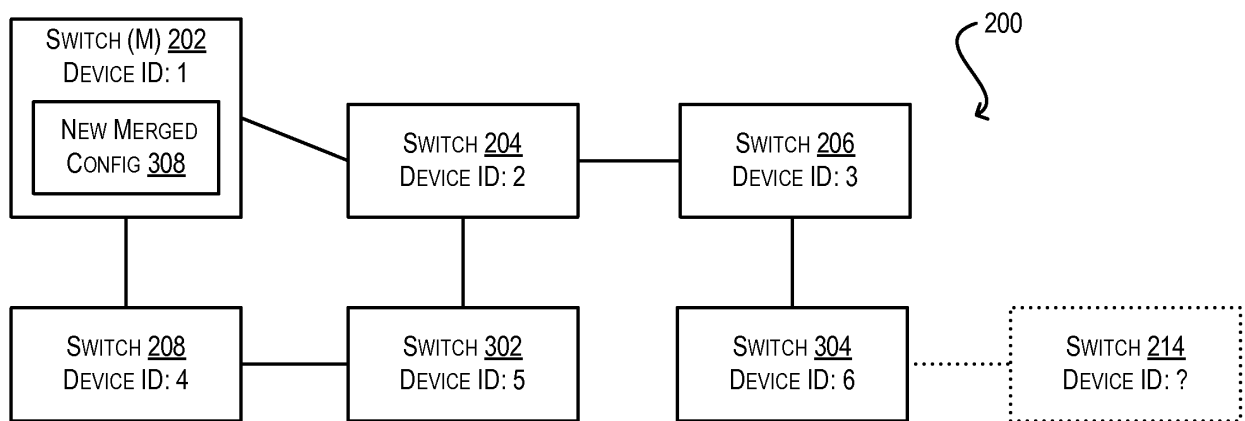 200
SWITCH (M) 202
DEVICE ID: 1
NEW MERGED
CONFIG 308
SWITCH 204
DEVICE ID: 2
SWITCH 206
DEVICE ID: 3
SWITCH 208
DEVICE ID: 4
SWITCH 302
DEVICE ID: 5
SWITCH 304
DEVICE ID: 6
SWITCH 214
DEVICE ID: ?